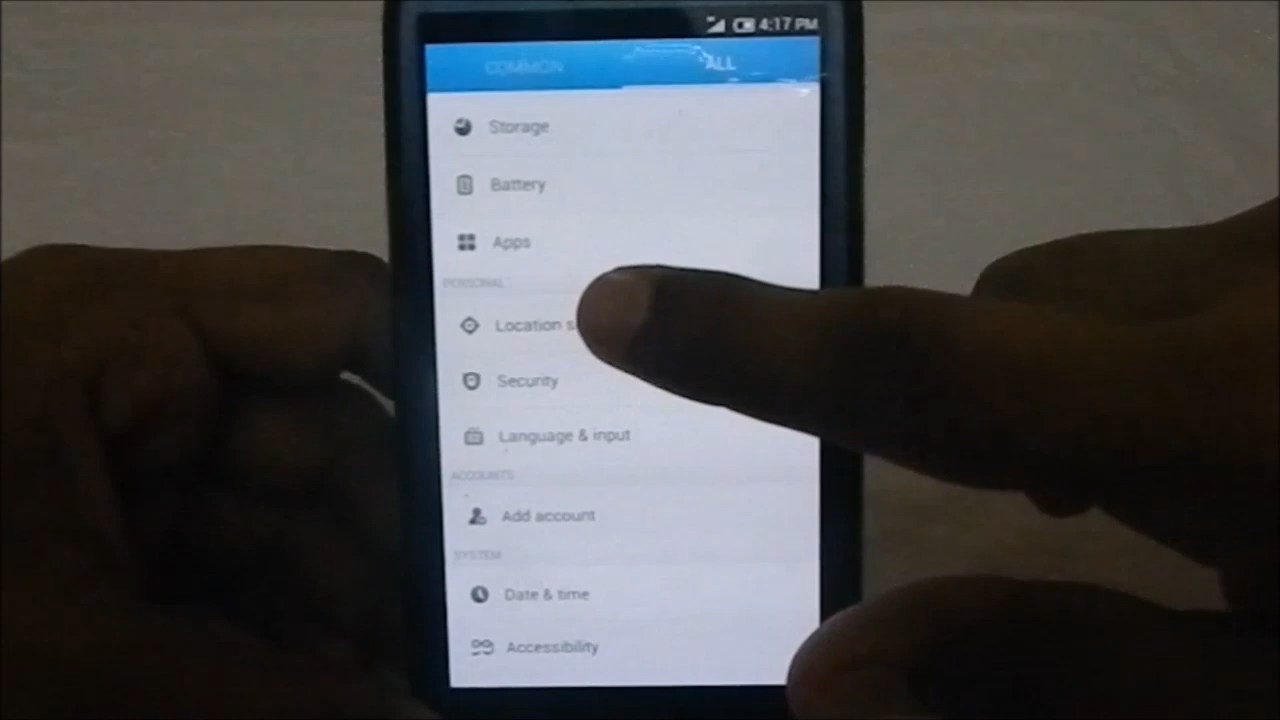 4:17 PM
COMMON ALL
Storage
Battery
Apps
PERSONAL
Location s
Security
Language & input
ACCOUNTS
Add account
SYSTEM
Date & time
Accessibility